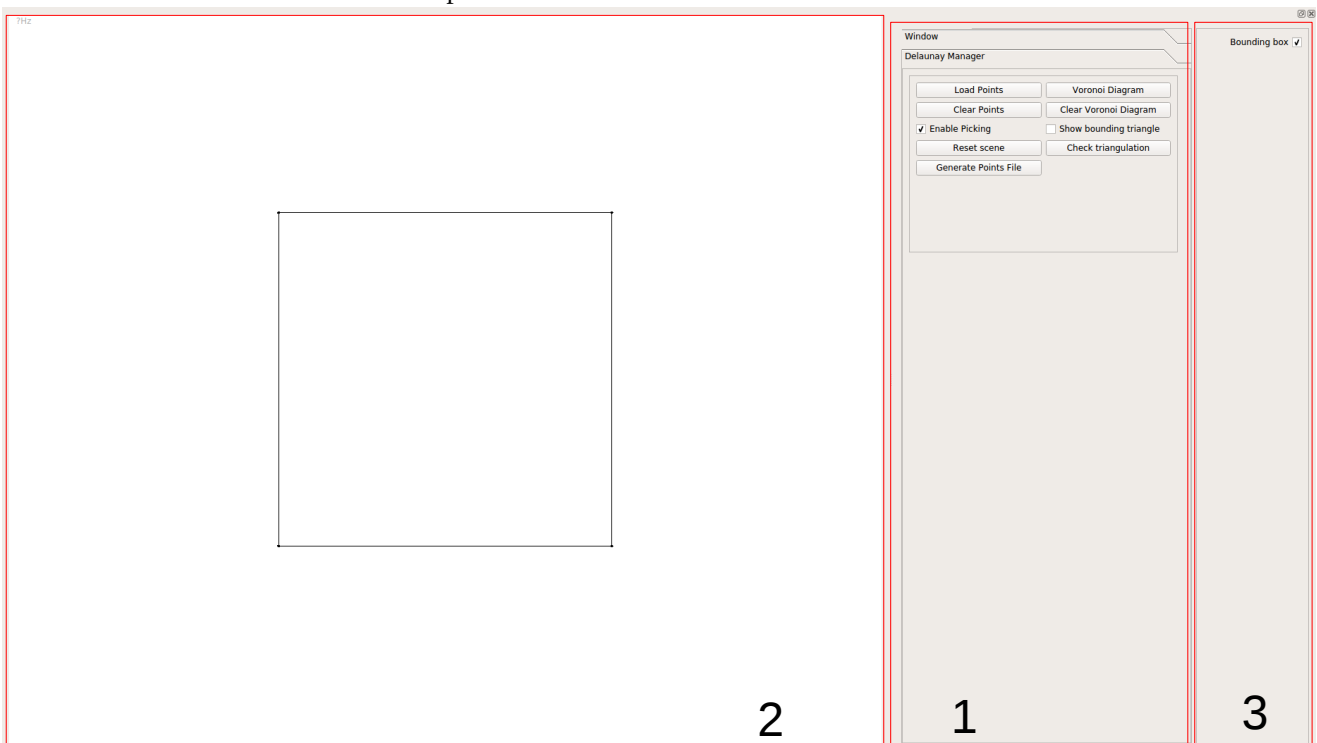 ?Hz
Window
Bounding box
Delaunay Manager
Load Points Voronoi Diagram
Clear Points Clear Voronoi Diagram
Enable Picking Show bounding triangle
Reset scene Check triangulation
Generate Points File
2 1 3